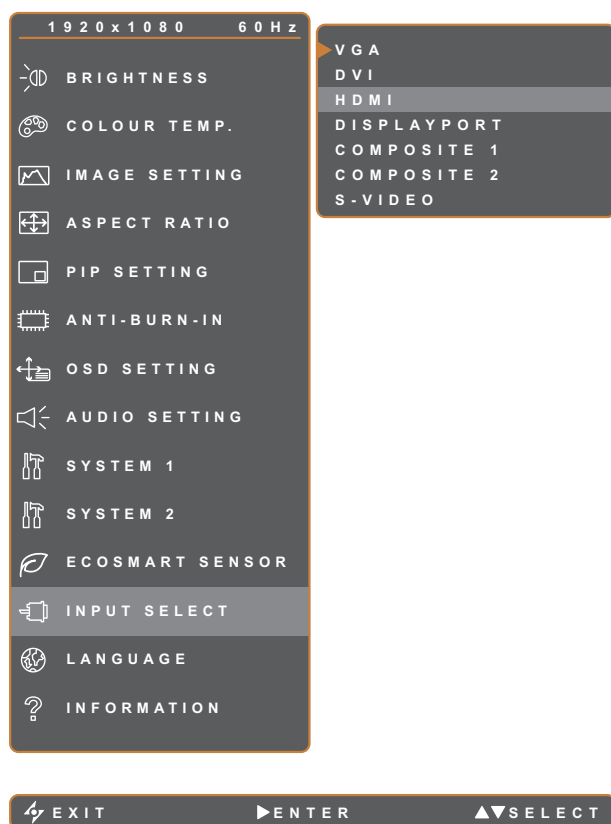 1920x1080 60Hz
BRIGHTNESS
COLOUR TEMP.
IMAGE SETTING
ASPECT RATIO
PIP SETTING
ANTI-BURN-IN
OSD SETTING
AUDIO SETTING
SYSTEM 1
SYSTEM 2
ECOSMART SENSOR
INPUT SELECT
LANGUAGE
INFORMATION
VGA
DVI
HDMI
DISPLAYPORT
COMPOSITE 1
COMPOSITE 2
S-VIDEO
EXIT ENTER SELECT